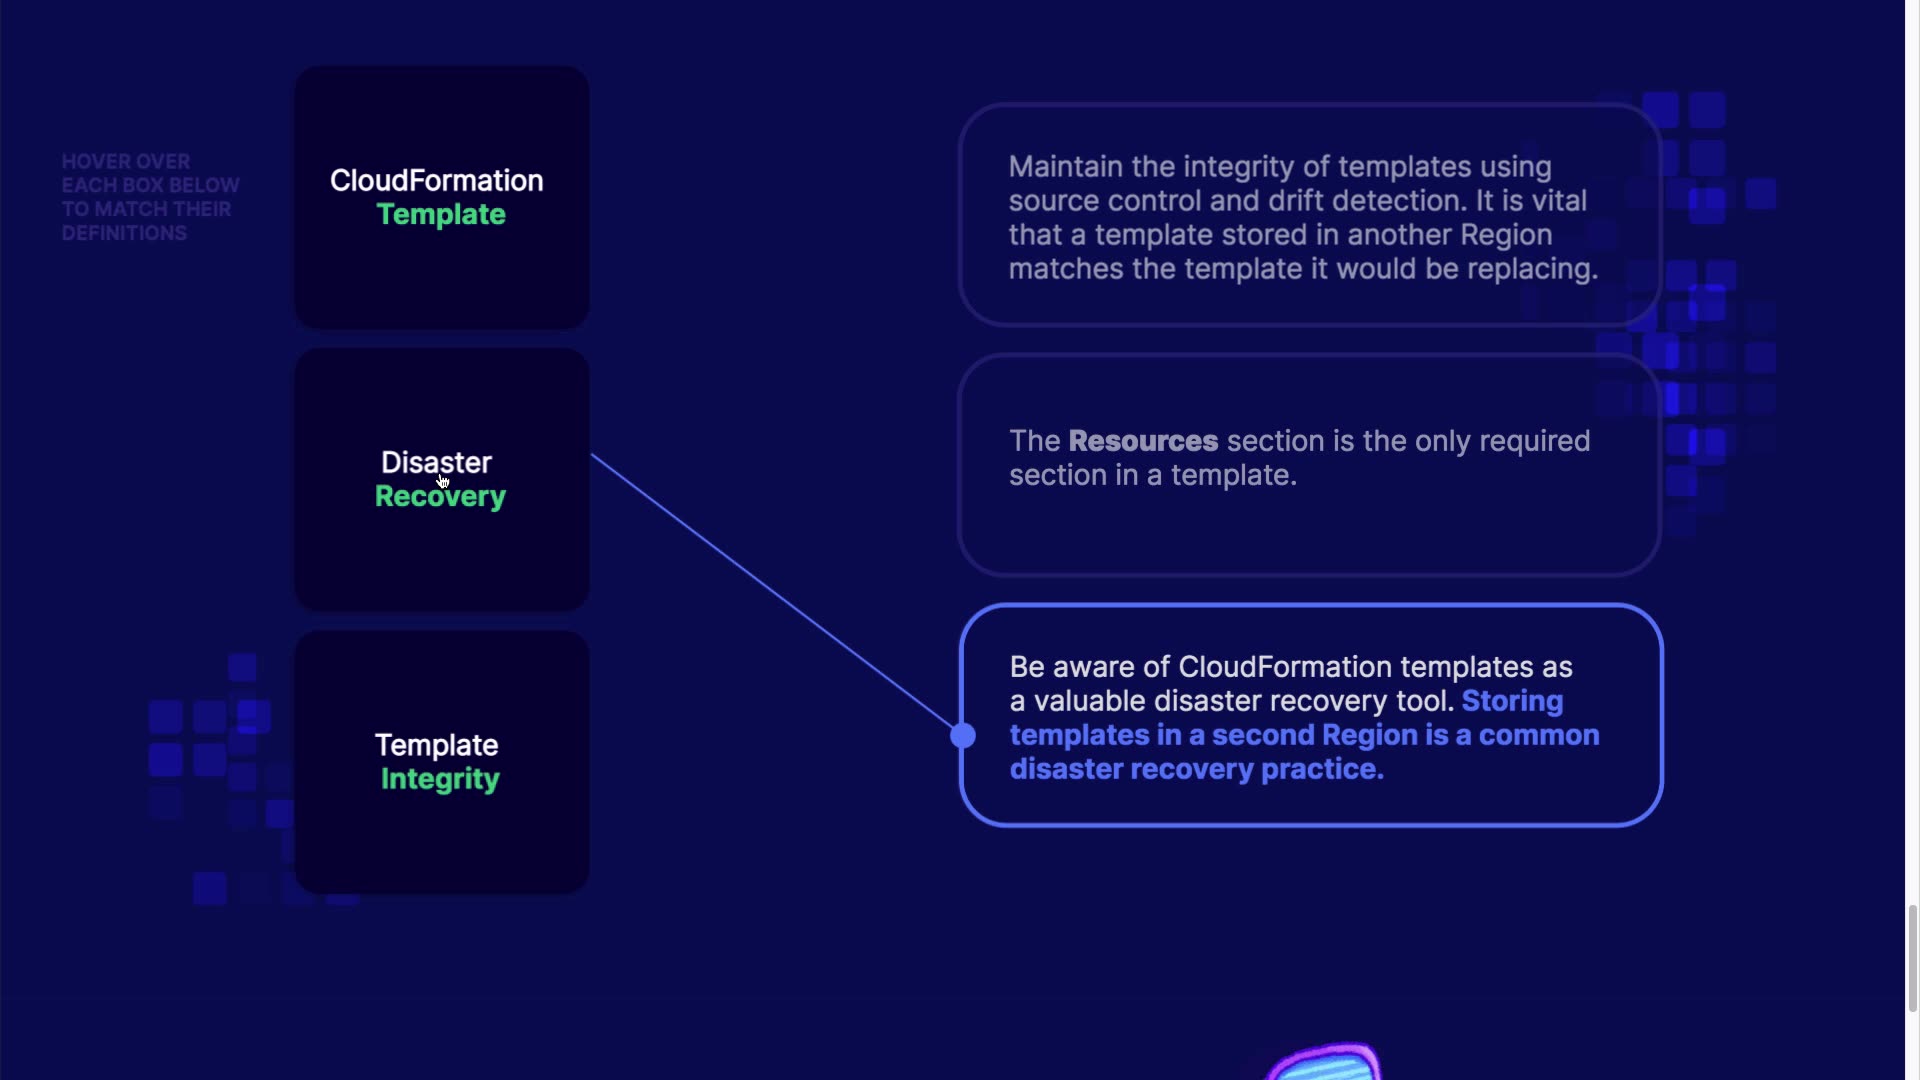 HOVER OVER
EACH BOX BELOW
TO MATCH THEIR
DEFINITIONS
CloudFormation
Template
Disaster
Recovery
Template
Integrity
Maintain the integrity of templates using
source control and drift detection. It is vital
that a template stored in another Region
matches the template it would be replacing.
The Resources section is the only required
section in a template.
Be aware of CloudFormation templates as
a valuable disaster recovery tool. Storing
templates in a second Region is a common
disaster recovery practice.